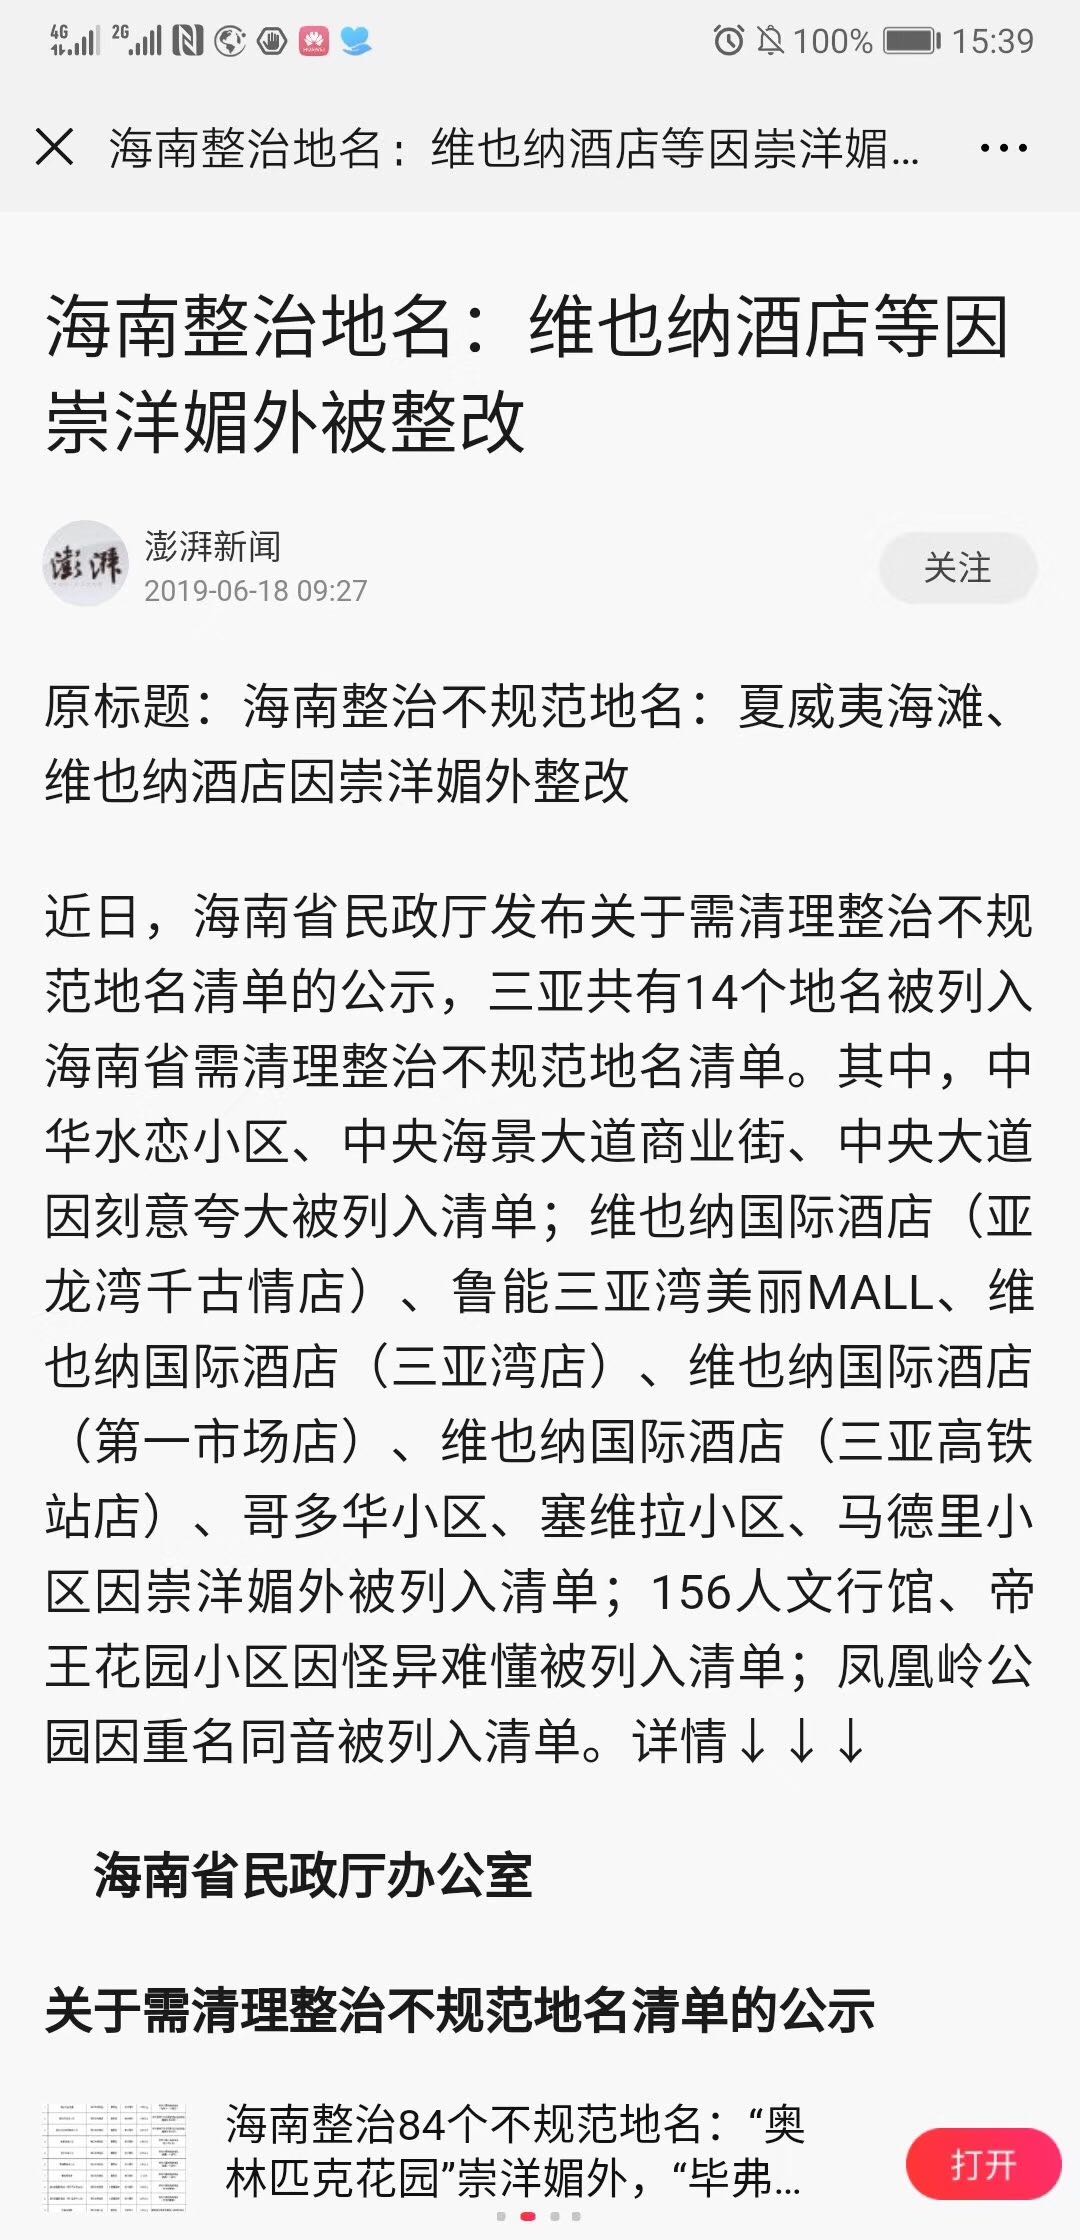 4G 2G 100% 15:39
海南整治地名：维也纳酒店等因崇洋媚...
海南整治地名：维也纳酒店等因
崇洋媚外被整改
澎湃
澎湃新闻
2019-06-18 09:27
关注
原标题：海南整治不规范地名：夏威夷海滩、
维也纳酒店因崇洋媚外整改
近日，海南省民政厅发布关于需清理整治不规
范地名清单的公示，三亚共有14个地名被列入
海南省需清理整治不规范地名清单。其中，中
华水恋小区、中央海景大道商业街、中央大道
因刻意夸大被列入清单；维也纳国际酒店（亚
龙湾千古情店）、鲁能三亚湾美丽MALL、维
也纳国际酒店（三亚湾店）、维也纳国际酒店
（第一市场店）、维也纳国际酒店（三亚高铁
站店）、哥多华小区、塞维拉小区、马德里小
区因崇洋媚外被列入清单；156人文行馆、帝
王花园小区因怪异难懂被列入清单；凤凰岭公
园因重名同音被列入清单。详情↓↓↓
海南省民政厅办公室
关于需清理整治不规范地名清单的公示
海南整治84个不规范地名：“奥
林匹克花园”崇洋媚外，“毕弗...
打开